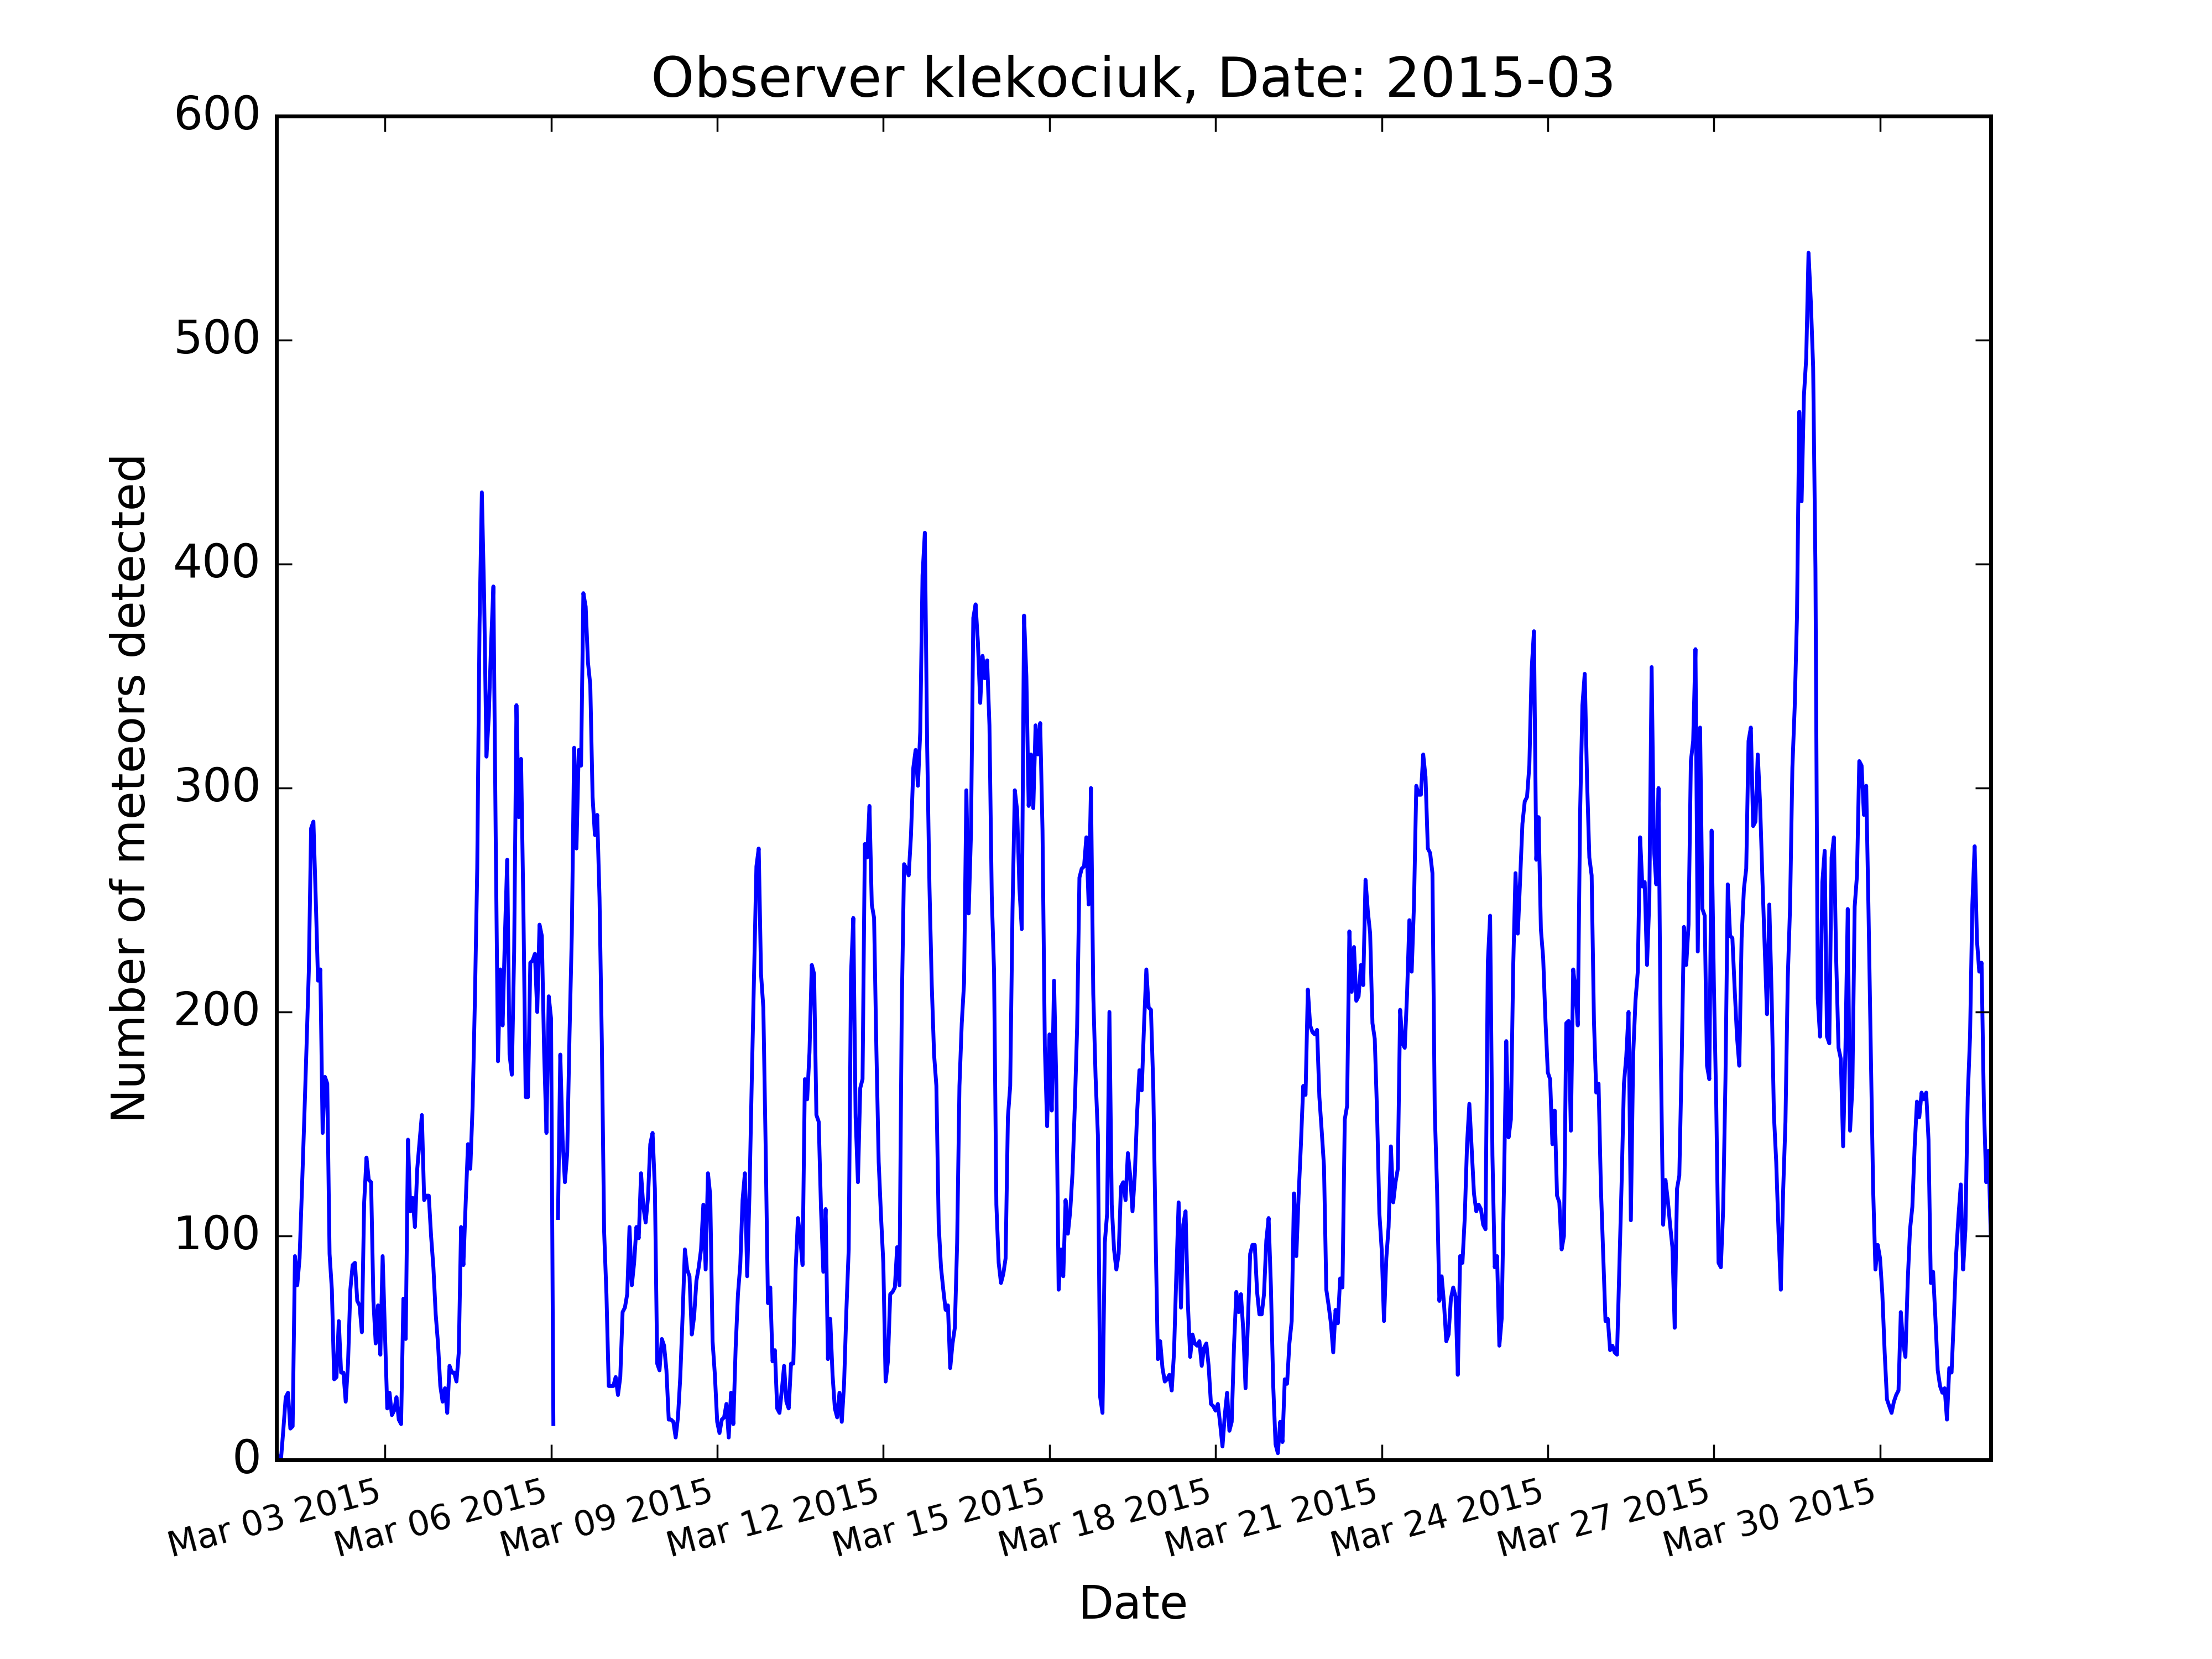 Observer klekociuk, Date: 2015-03
600
500
400
300
200
100
0
Number of meteors detected
Mar 03 2015
Mar 06 2015
Mar 09 2015
Mar 12 2015
Mar 15 2015
Mar 18 2015
Mar 21 2015
Mar 24 2015
Mar 27 2015
Mar 30 2015
Date